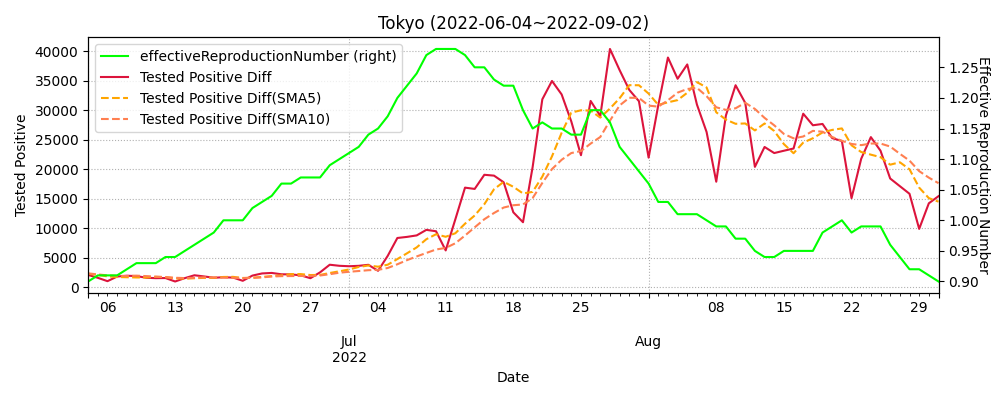 Tokyo (2022-06-04~2022-09-02)
effectiveReproductionNumber (right)
Tested Positive Diff
Tested Positive Diff(SMA5)
Tested Positive Diff(SMA10)
Tested Positive
40000
35000
30000
25000
20000
15000
10000
5000
0
Effective Reproduction Number
1.25
1.20
1.15
1.10
1.05
1.00
0.95
0.90
06 13 20 27 04 11 18 25 08 15 22 29
Jul Aug
2022
Date